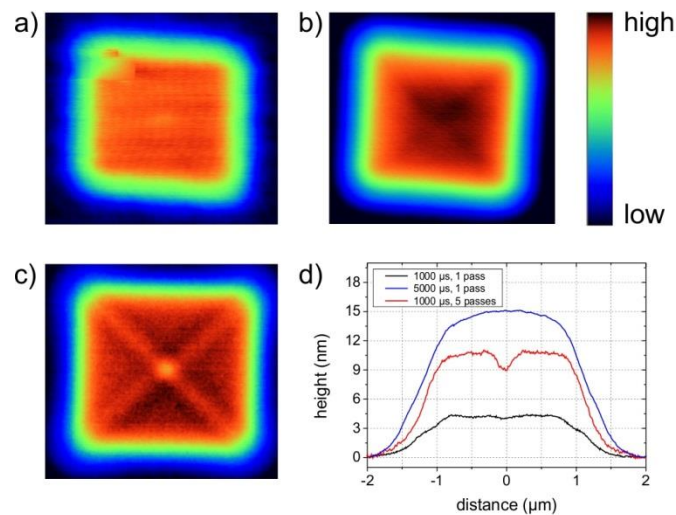 a)
b)
high
low
c)
d)
1000 µs, 1 pass
5000 µs, 1 pass
1000 µs, 5 passes
height (nm)
18
15
12
9
6
3
0
-2 -1 0 1 2
distance (µm)